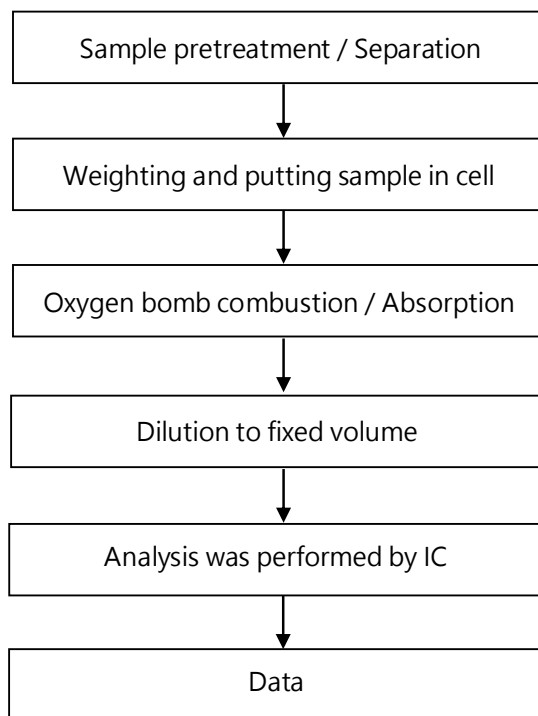 Sample pretreatment / Separation
Weighting and putting sample in cell
Oxygen bomb combustion / Absorption
Dilution to fixed volume
Analysis was performed by IC
Data